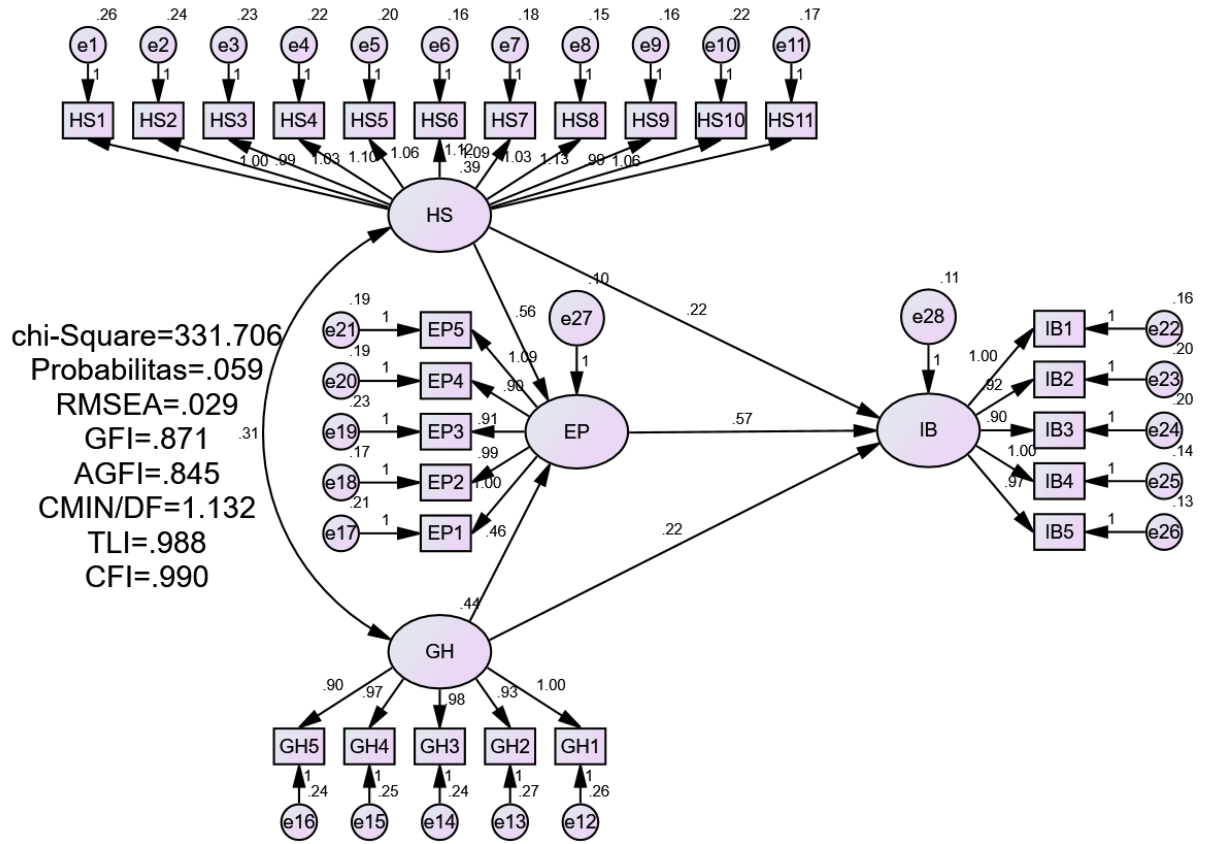 .26 .24 .23 .22 .20 .16 .18 .15 .16 .22 .17
e1 e2 e3 e4 e5 e6 e7 e8 e9 e10 e11
1 1 1 1 1 1 1 1 1 1 1
HS1 HS2 HS3 HS4 HS5 HS6 HS7 HS8 HS9 HS10 HS11
1.00 .99 1.03 1.10 1.06 1.12 1.09 1.03 1.13 .99 1.06
.39
HS
.10 .11
.19 .56 e27 .22 e28 .16
e21 1 EP5 1 1 1.00 IB1 1 e22
.19 1.09 .20
e20 1 EP4 .90 .92 IB2 1 e23
.23 .20
e19 1 EP3 .91 EP .57 IB .90 IB3 1 e24
.17 .99 1.00 .14
e18 1 EP2 1.00 IB4 1 e25
.21 .97 .13
e17 1 EP1 .46 .22 IB5 1 e26
chi-Square=331.706
Probabilitas=.059
RMSEA=.029
GFI=.871
.31
AGFI=.845
CMIN/DF=1.132
TLI=.988
CFI=.990
.44
GH
.90 .97 .98 .93 1.00
GH5 GH4 GH3 GH2 GH1
1 1 1 1 1
.24 .25 .24 .27 .26
e16 e15 e14 e13 e12